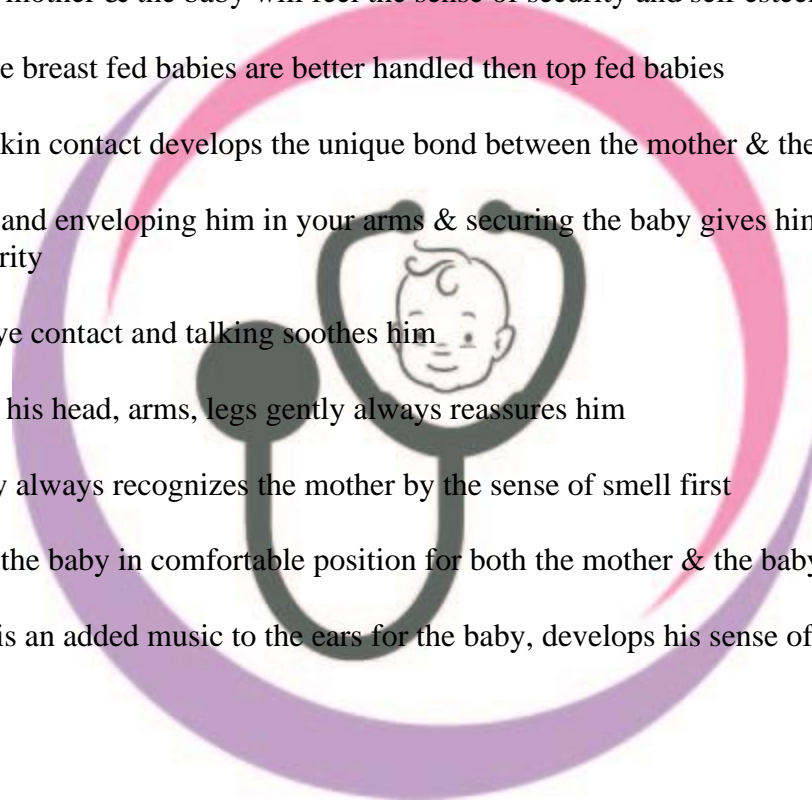 mother & the baby will feel the sense of security and self
e breast fed babies are better handled then top fed babies
kin contact develops the unique bond between the mother & the
and enveloping him in your arms & securing the baby gives him
rity
ye contact and talking soothes him
his head, arms, legs gently always reassures him
y always recognizes the mother by the sense of smell first
the baby in comfortable position for both the mother & the baby
is an added music to the ears for the baby, develops his sense of